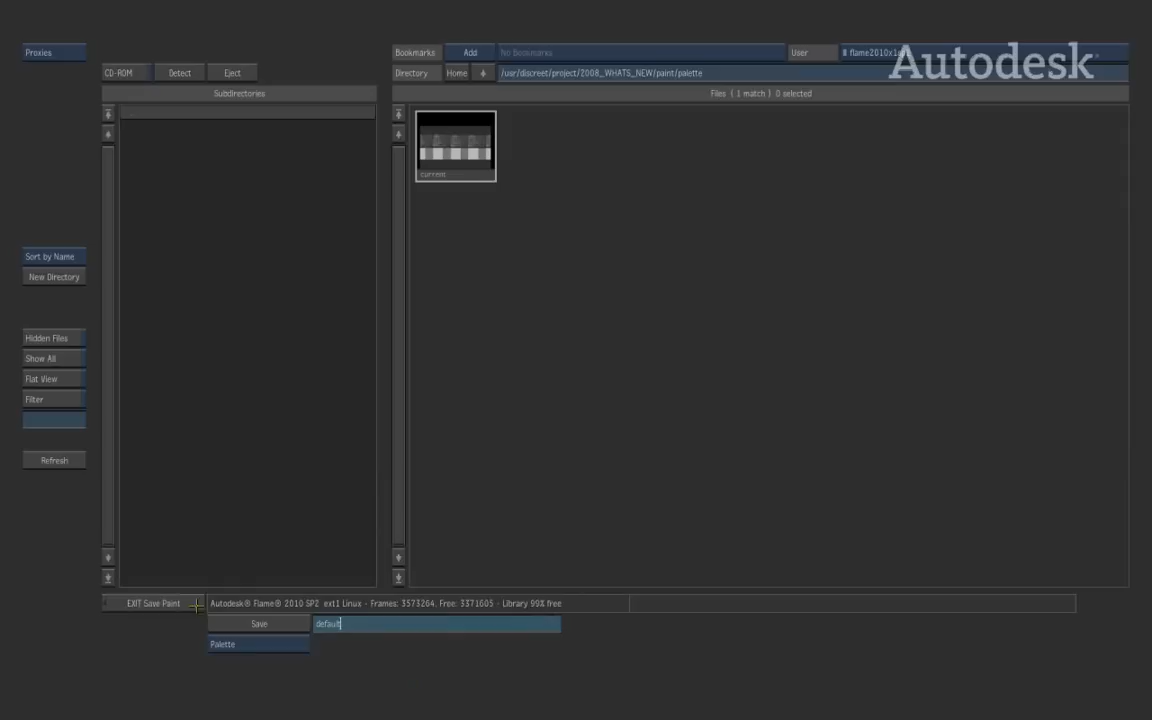 Proxies
Bookmarks Add No Bookmarks User
Autodesk
CD-ROM Detect Eject
Directory Home /usr/discreet/project/2008_WHATS_NEW/paint/palette
Subdirectories
Files ( 1 match ) 0 selected
current
Sort by Name
New Directory
Hidden Files
Show All
Flat View
Filter
Refresh
EXIT Save Paint
Autodesk® Flame® 2010 SP2 ext1 Linux - Frames: 3573264, Free: 3371605 - Library 99% free
Save default
Palette